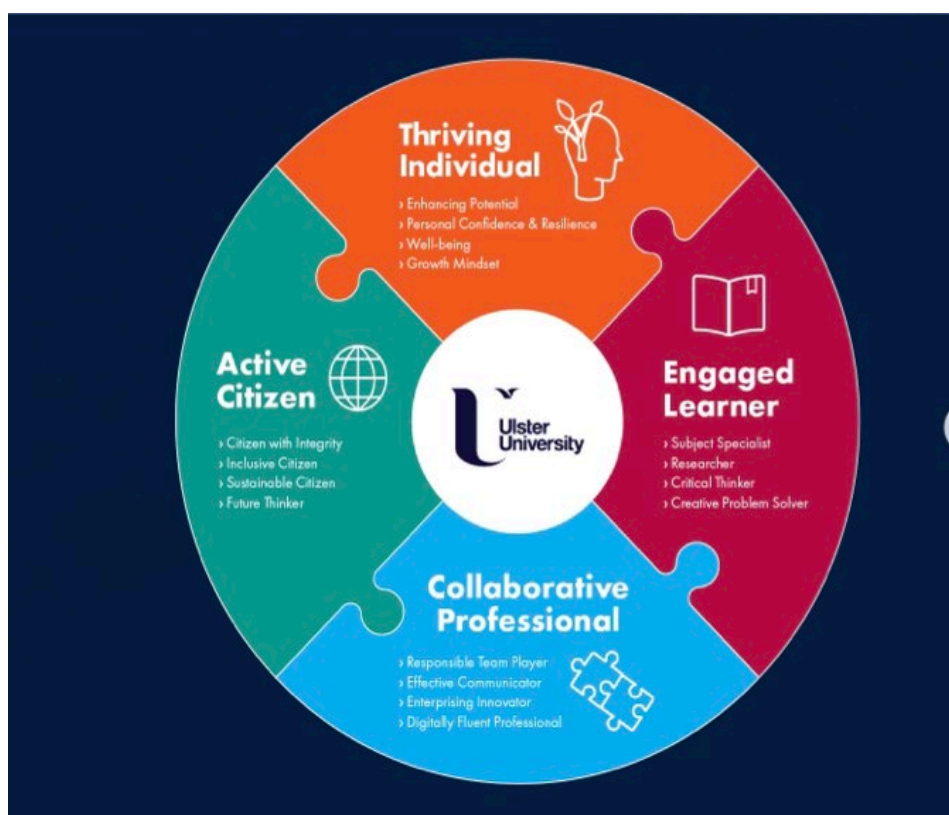 Thriving
Individual
› Enhancing Potential
› Personal Confidence & Resilience
› Well-being
› Growth Mindset
Active
Citizen
› Citizen with Integrity
› Inclusive Citizen
› Sustainable Citizen
› Future Thinker
Ulster
University
Engaged
Learner
› Subject Specialist
› Researcher
› Critical Thinker
› Creative Problem Solver
Collaborative
Professional
› Responsible Team Player
› Effective Communicator
› Enterprising Innovator
› Digitally Fluent Professional